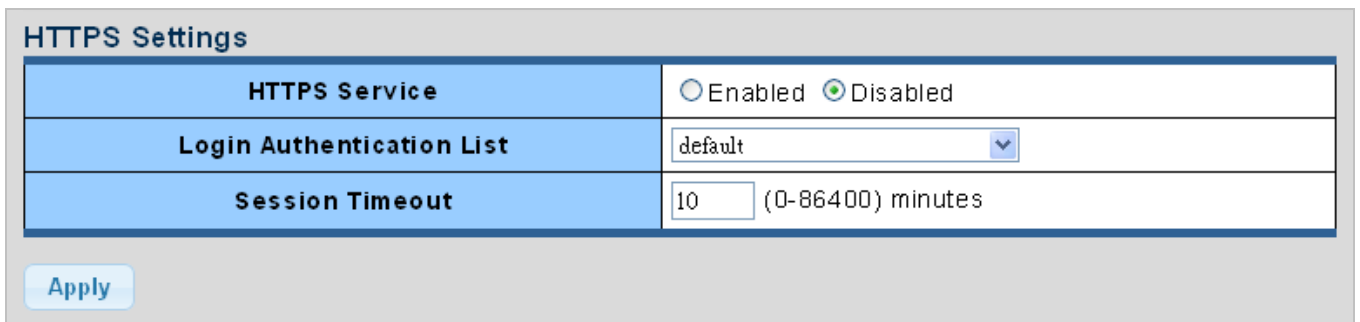 HTTPS Settings
HTTPS Service Enabled Disabled
Login Authentication List default
Session Timeout 10 (0-86400) minutes
Apply